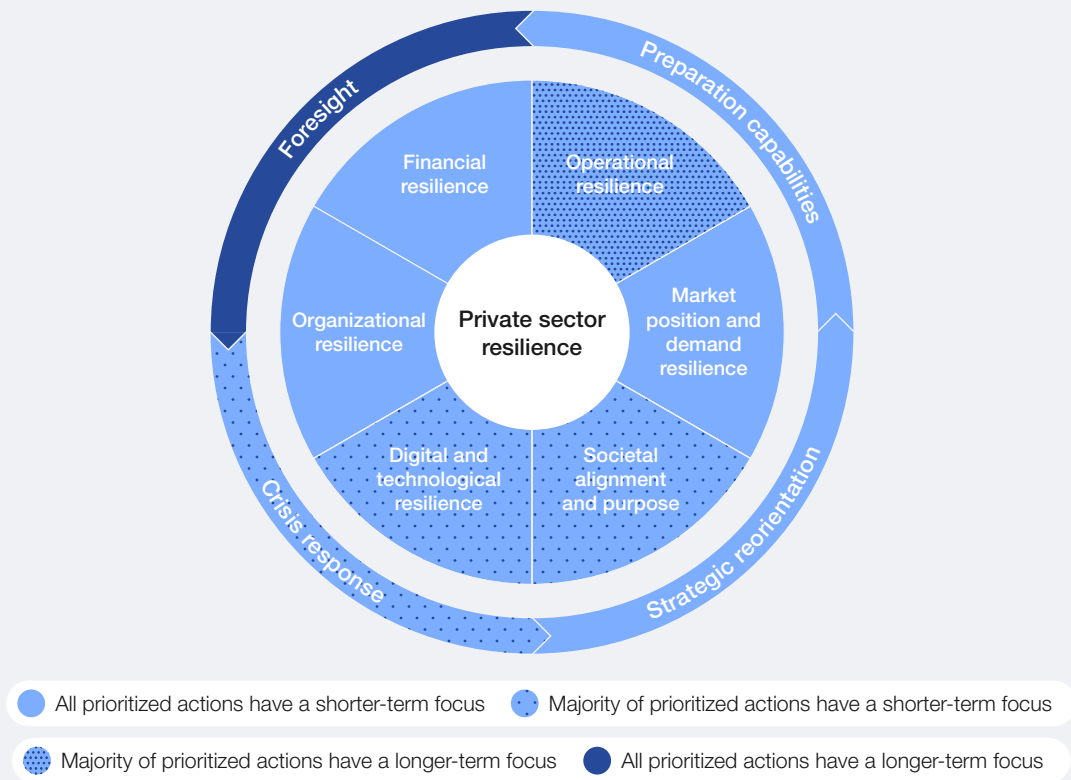 Preparation capabilities
Foresight
Financial
resilience
Operational
resilience
Organizational
resilience
Private sector
resilience
Market
position and
demand
resilience
Digital and
technological
resilience
Societal
alignment
and purpose
Crisis response
Strategic reorientation
All prioritized actions have a shorter-term focus
Majority of prioritized actions have a shorter-term focus
Majority of prioritized actions have a longer-term focus
All prioritized actions have a longer-term focus